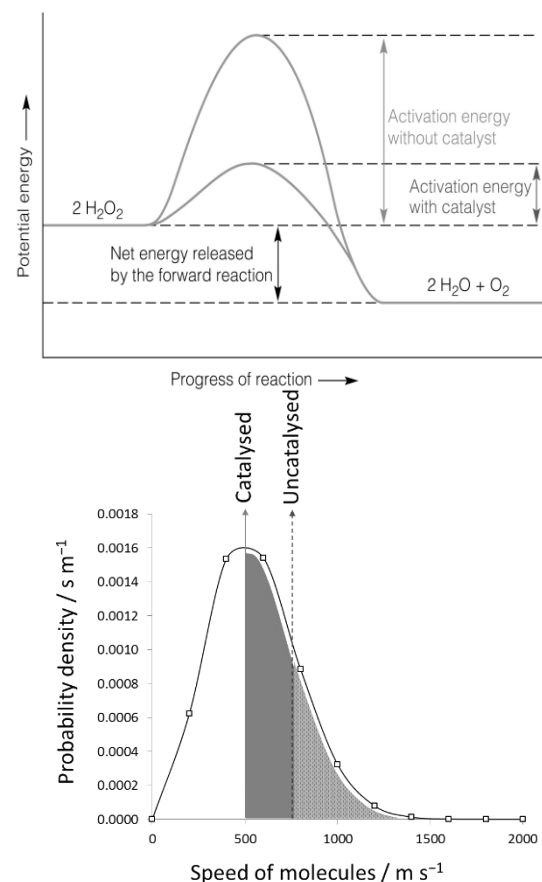 Potential energy
Activation energy
without catalyst
Activation energy
with catalyst
2 H₂O₂
Net energy released
by the forward reaction
2 H₂O + O₂
Progress of reaction
Catalysed
Uncatalysed
0.0018
0.0016
0.0014
0.0012
0.0010
0.0008
0.0006
0.0004
0.0002
0.0000
Probability density / s m⁻¹
0
500
1000
1500
2000
Speed of molecules / m s⁻¹